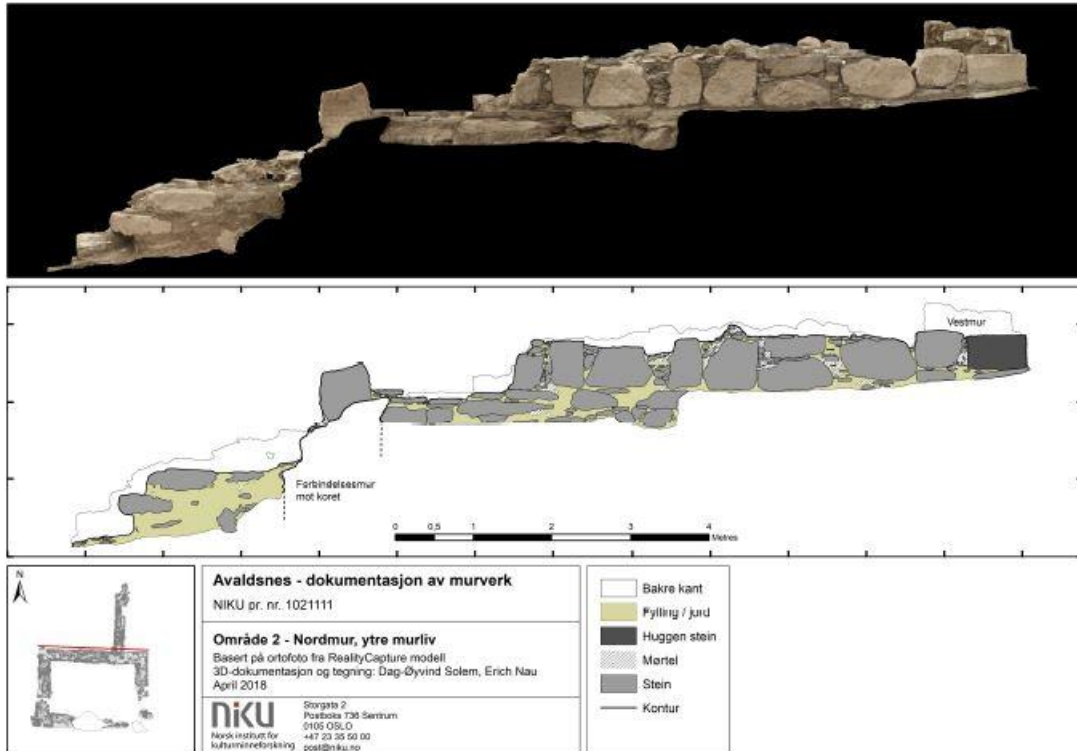 Vestmur
Forbindelsesmur
mot koret
0 0,5 1 2 3 4
Metres
N
Avaldsnes - dokumentasjon av murverk
NIKU pr. nr. 1021111
Område 2 - Nordmur, ytre murliv
Basert på ortofoto fra RealityCapture modell
3D-dokumentasjon og tegning: Dag-Øyvind Solem, Erich Nau
April 2018
niku
Norsk institutt for
kulturminneforskning
Storgata 2
Postboks 736 Sentrum
0105 OSLO
+47 23 35 50 00
post@niku.no
Bakre kant
Fylling / jord
Huggen stein
Mørtel
Stein
Kontur